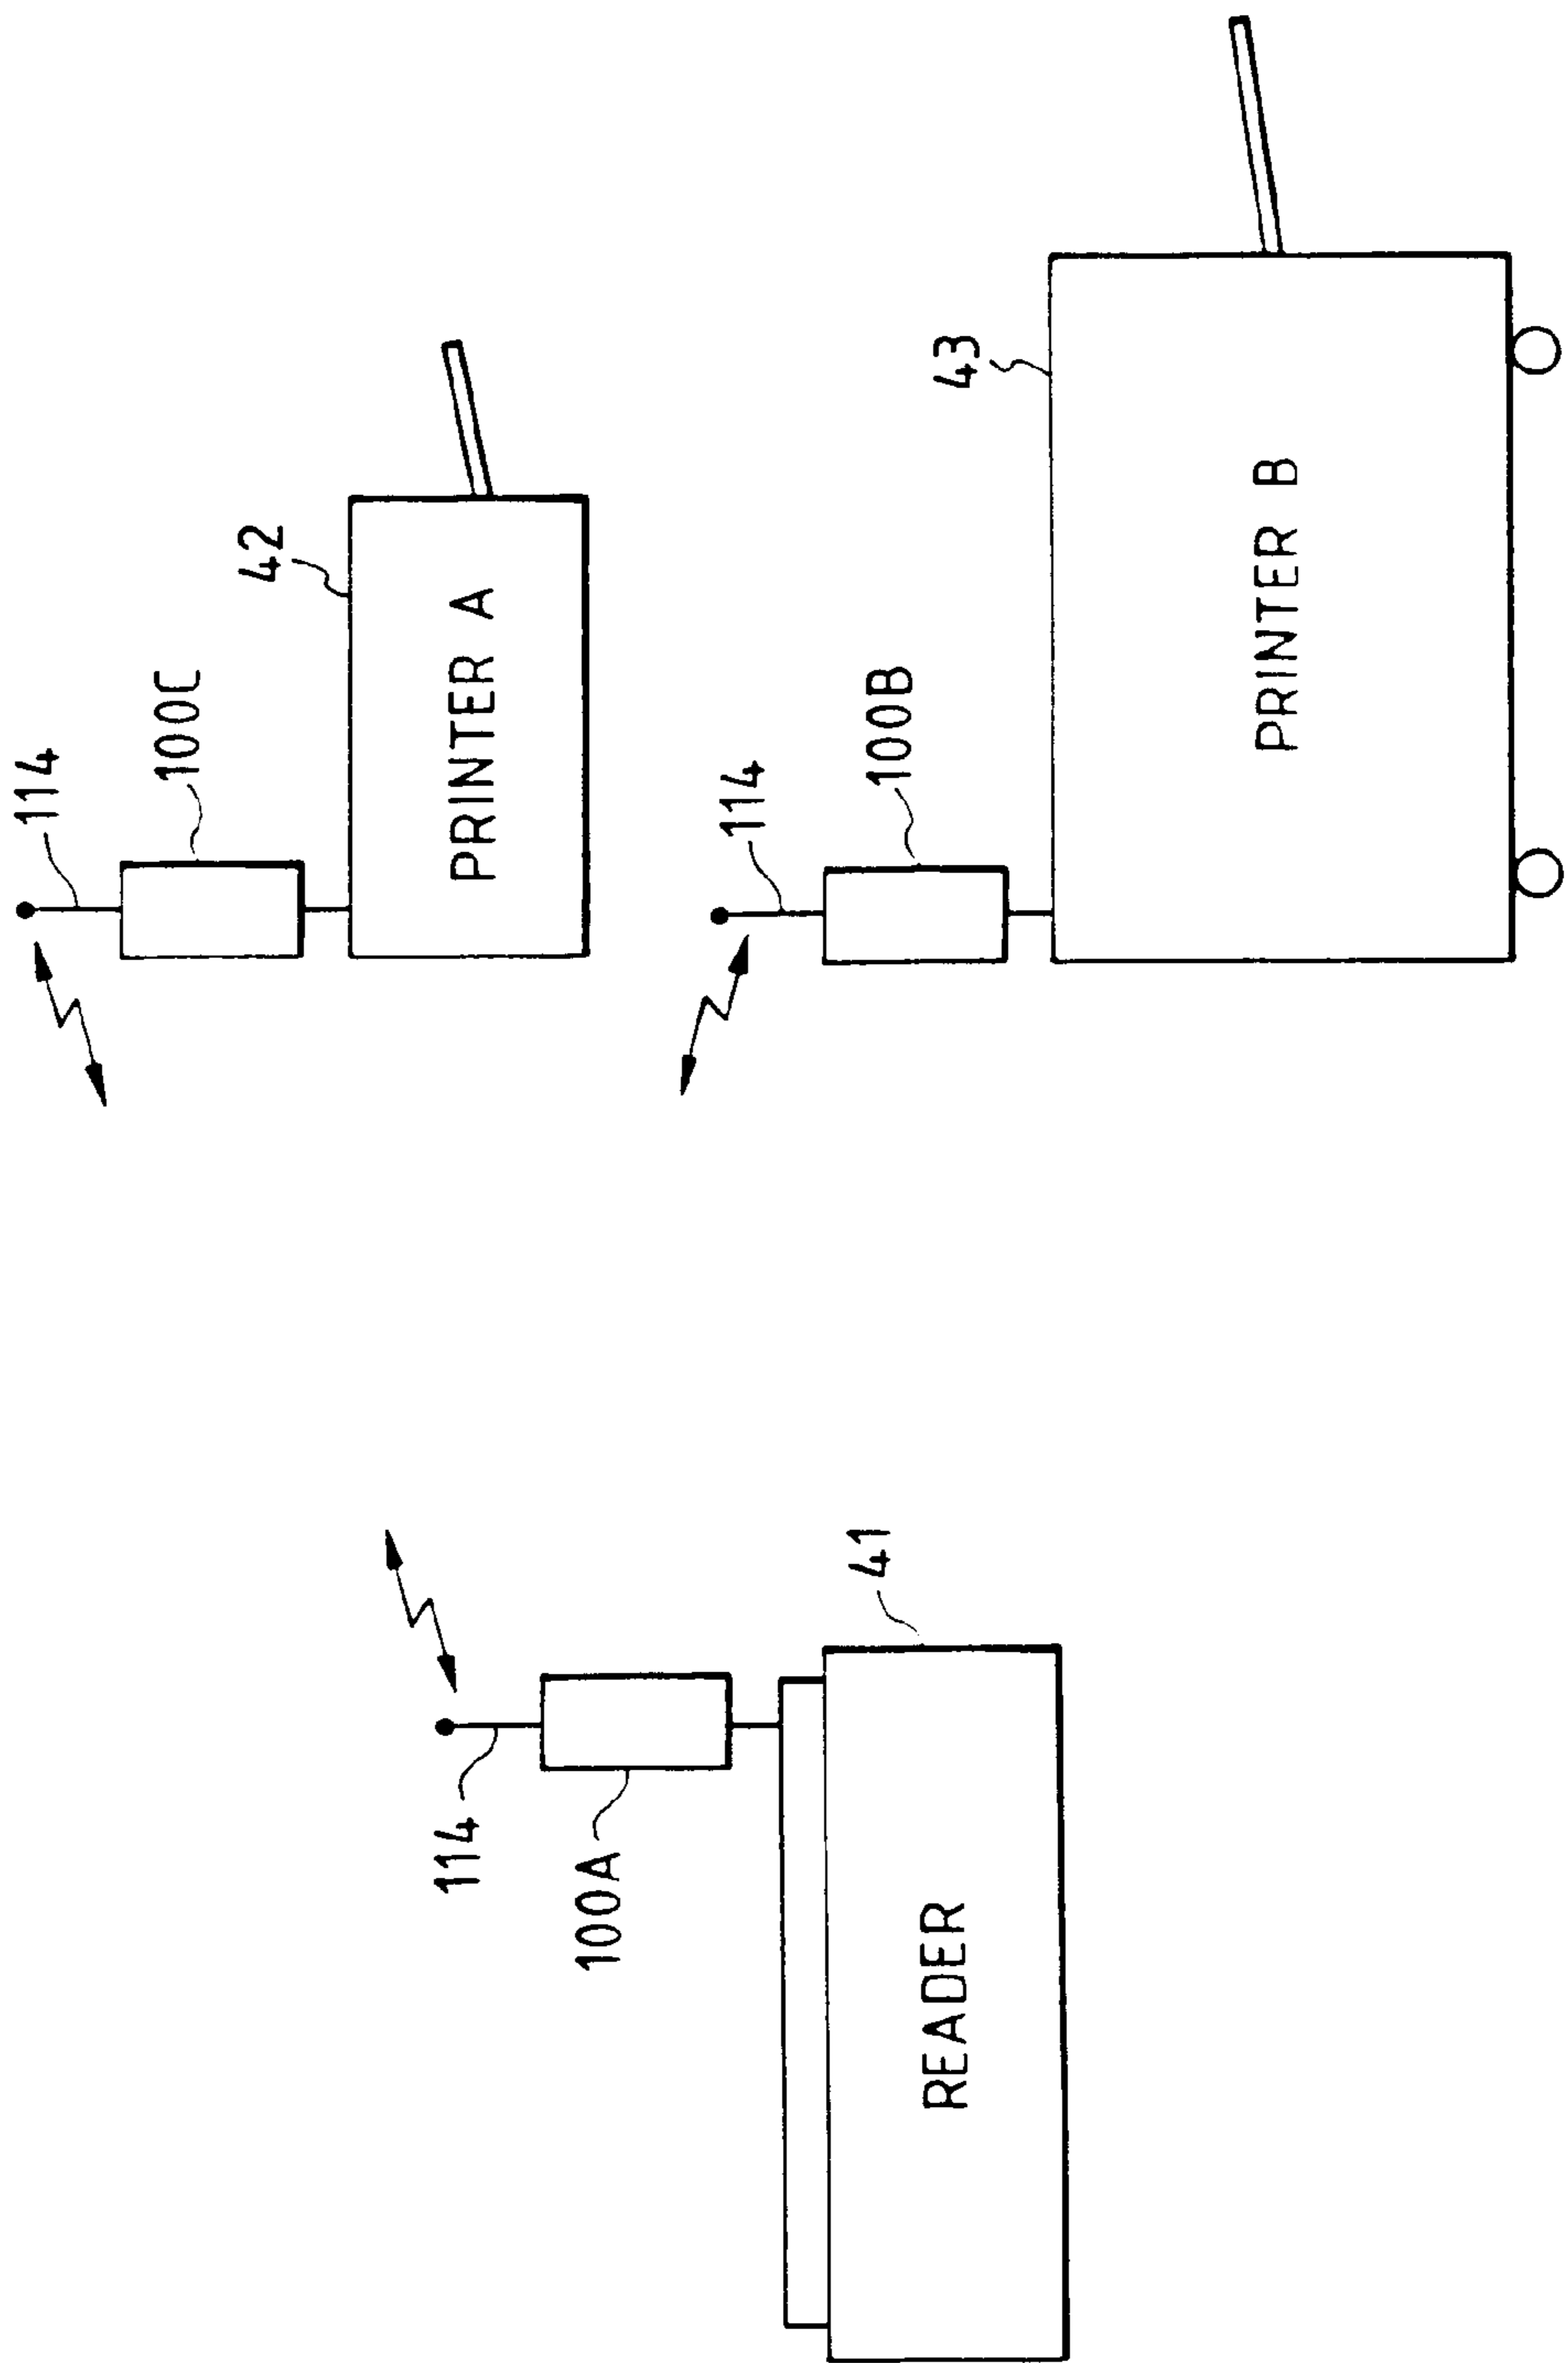 114
100C
42
PRINTER A
114
100B
43
PRINTER B
114
100A
41
READER